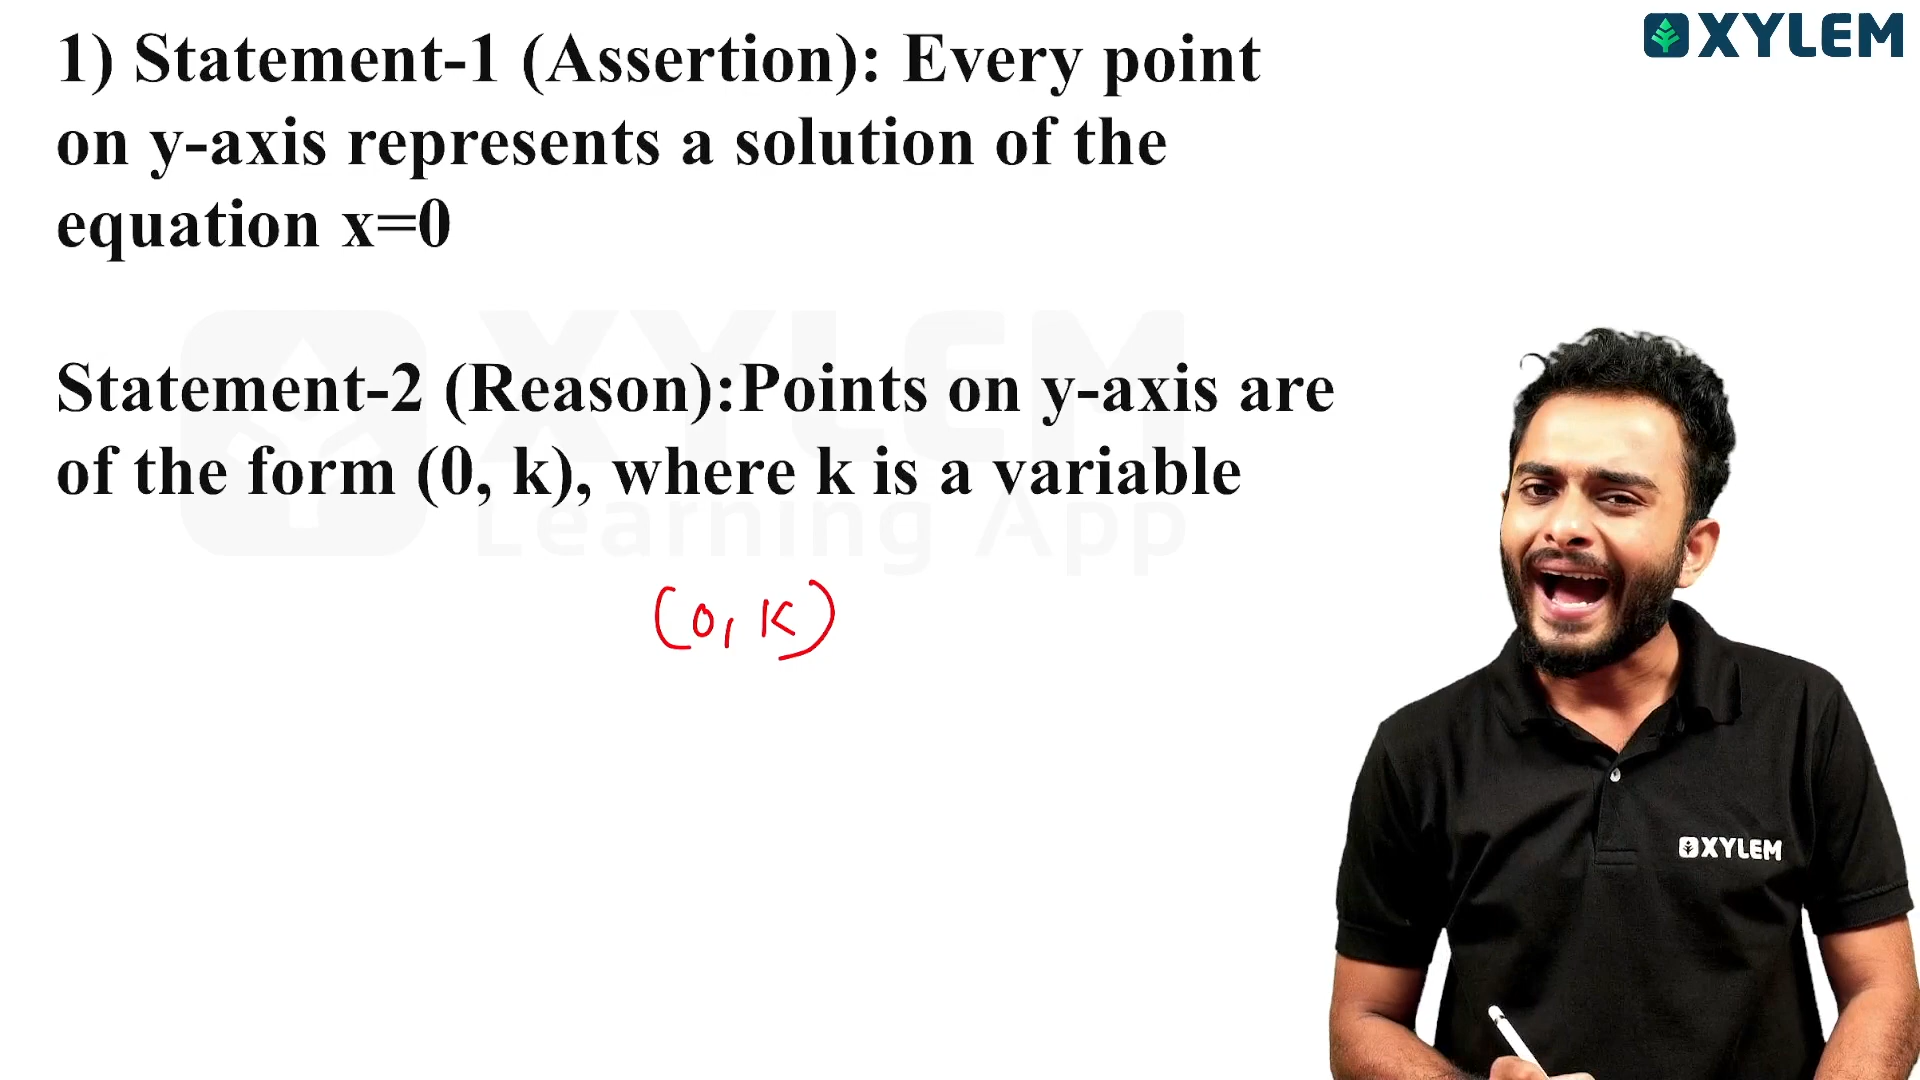 XYLEM
1) Statement-1 (Assertion): Every point
on y-axis represents a solution of the
equation x=0
XYLEM
Learning App
Statement-2 (Reason):Points on y-axis are
of the form (0, k), where k is a variable
(0, K)
XYLEM